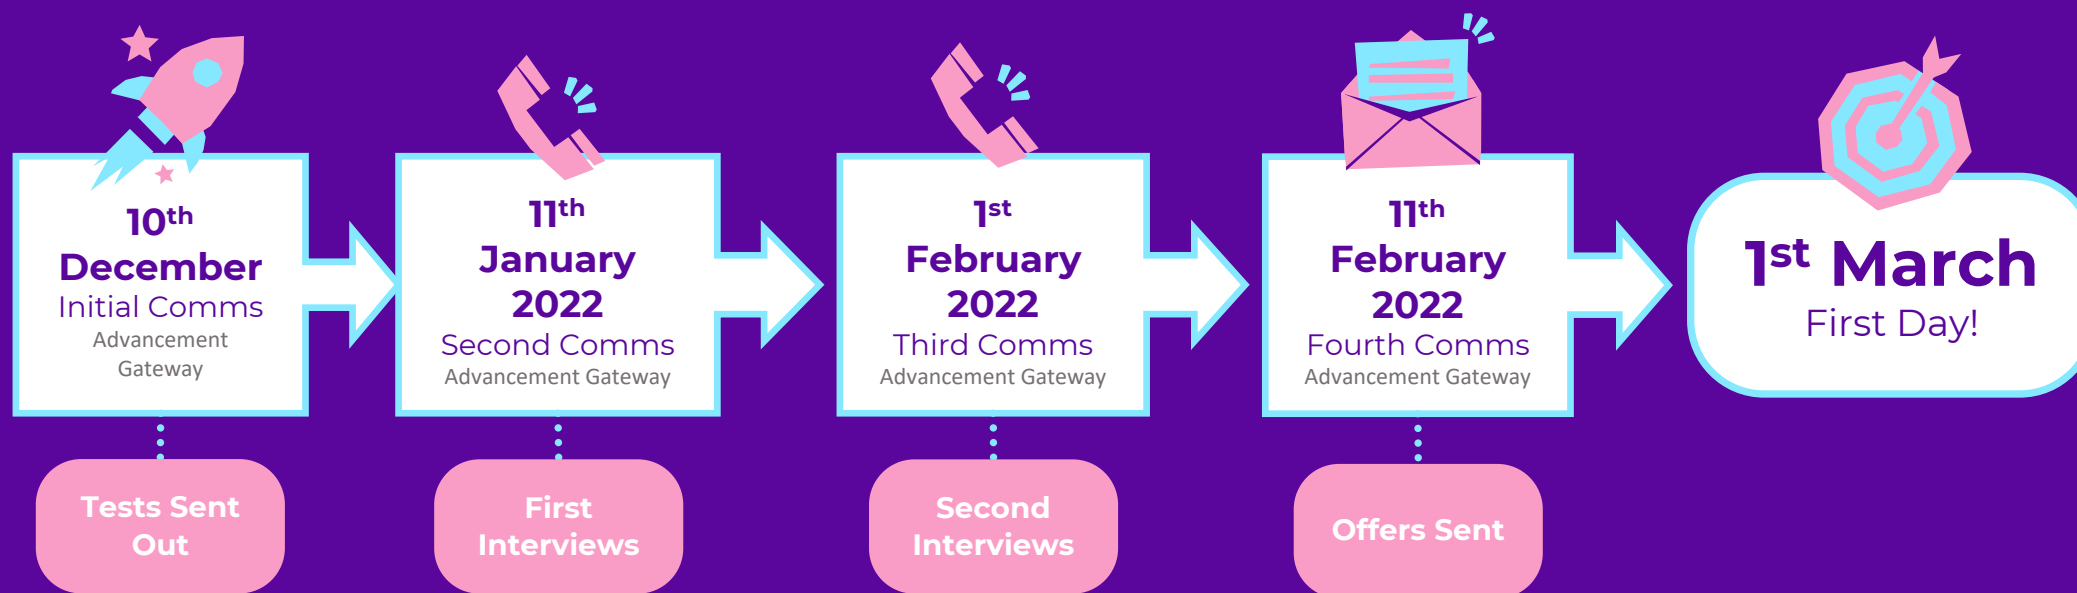 10th
December
Initial Comms
Advancement
Gateway
11th
January
2022
Second Comms
Advancement Gateway
1st
February
2022
Third Comms
Advancement Gateway
11th
February
2022
Fourth Comms
Advancement Gateway
1st March
First Day!
Tests Sent
Out
First
Interviews
Second
Interviews
Offers Sent